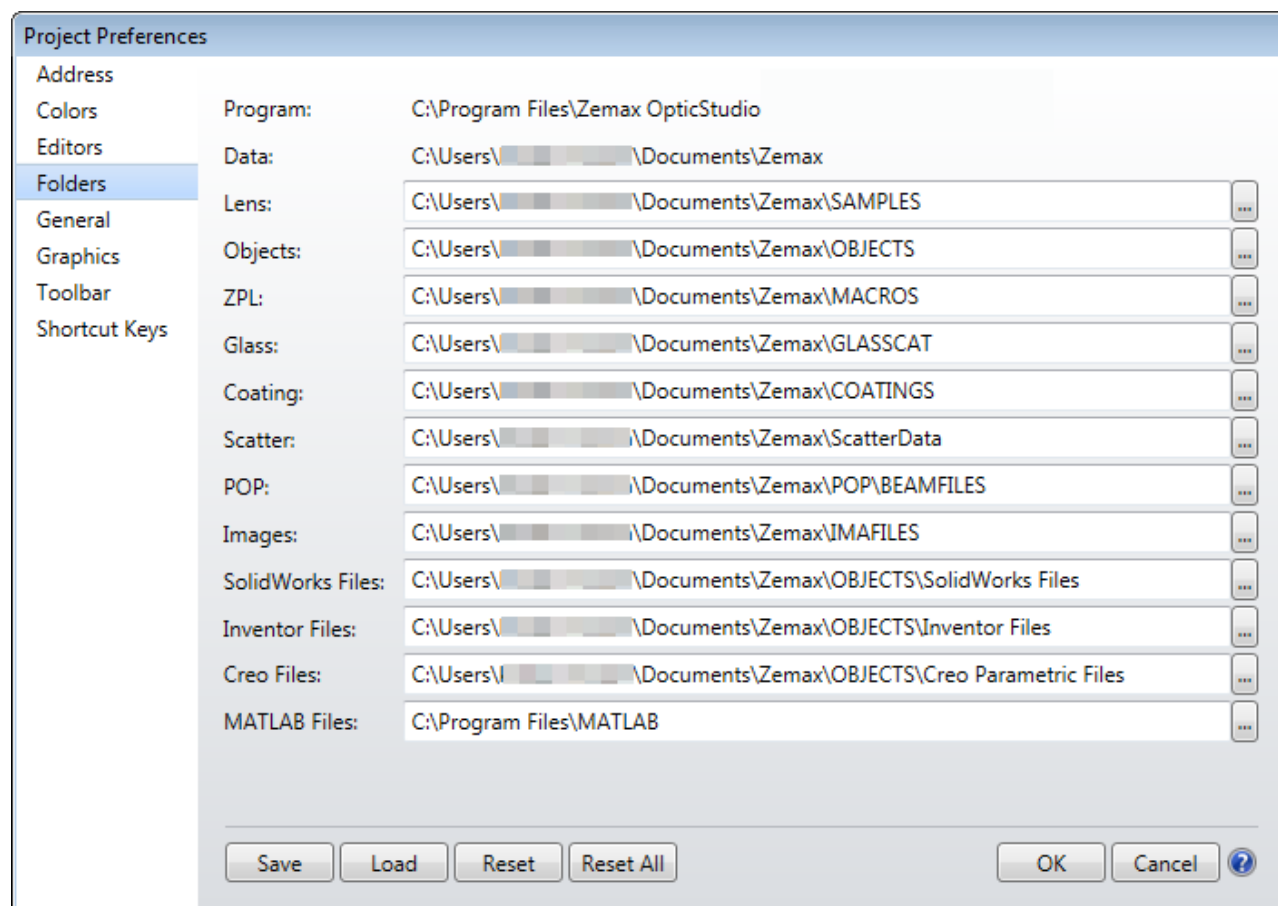 Project Preferences
Address
Colors
Editors
Folders
General
Graphics
Toolbar
Shortcut Keys
Program: C:\Program Files\Zemax OpticStudio
Data: C:\Users\ \Documents\Zemax
Lens: C:\Users\ \Documents\Zemax\SAMPLES ...
Objects: C:\Users\ \Documents\Zemax\OBJECTS ...
ZPL: C:\Users\ \Documents\Zemax\MACROS ...
Glass: C:\Users\ \Documents\Zemax\GLASSCAT ...
Coating: C:\Users\ \Documents\Zemax\COATINGS ...
Scatter: C:\Users\ \Documents\Zemax\ScatterData ...
POP: C:\Users\ \Documents\Zemax\POP\BEAMFILES ...
Images: C:\Users\ \Documents\Zemax\IMAFILES ...
SolidWorks Files: C:\Users\ \Documents\Zemax\OBJECTS\SolidWorks Files ...
Inventor Files: C:\Users\ \Documents\Zemax\OBJECTS\Inventor Files ...
Creo Files: C:\Users\ \Documents\Zemax\OBJECTS\Creo Parametric Files ...
MATLAB Files: C:\Program Files\MATLAB ...
Save Load Reset Reset All OK Cancel ?